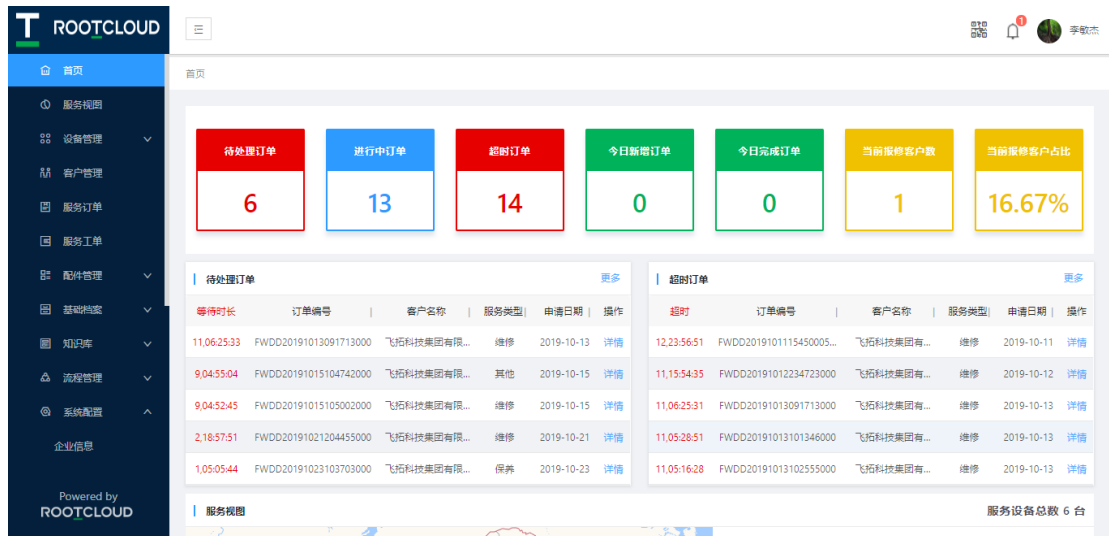 ROOTCLOUD
1
李敏杰
首页
服务视图
设备管理
客户管理
服务订单
服务工单
配件管理
基础档案
知识库
流程管理
系统配置
企业信息
Powered by
ROOTCLOUD
首页
待处理订单 进行中订单 超时订单 今日新增订单 今日完成订单 当前报修客户数 当前报修客户占比
6 13 14 0 0 1 16.67%
待处理订单 更多
等待时长 订单编号 客户名称 服务类型 申请日期 操作
11,06:25:33 FWDD20191013091713000 飞拓科技集团有限... 维修 2019-10-13 详情
9,04:55:04 FWDD20191015104742000 飞拓科技集团有限... 其他 2019-10-15 详情
9,04:52:45 FWDD20191015105002000 飞拓科技集团有限... 维修 2019-10-15 详情
2,18:57:51 FWDD20191021204455000 飞拓科技集团有限... 维修 2019-10-21 详情
1,05:05:44 FWDD20191023103703000 飞拓科技集团有限... 保养 2019-10-23 详情
超时订单 更多
超时 订单编号 客户名称 服务类型 申请日期 操作
12,23:56:51 FWDD2019101115450005... 飞拓科技集团有... 维修 2019-10-11 详情
11,15:54:35 FWDD20191012234723000 飞拓科技集团有... 维修 2019-10-12 详情
11,06:25:31 FWDD20191013091713000 飞拓科技集团有... 维修 2019-10-13 详情
11,05:28:51 FWDD20191013101346000 飞拓科技集团有... 维修 2019-10-13 详情
11,05:16:28 FWDD20191013102555000 飞拓科技集团有... 维修 2019-10-13 详情
服务视图 服务设备总数 6 台